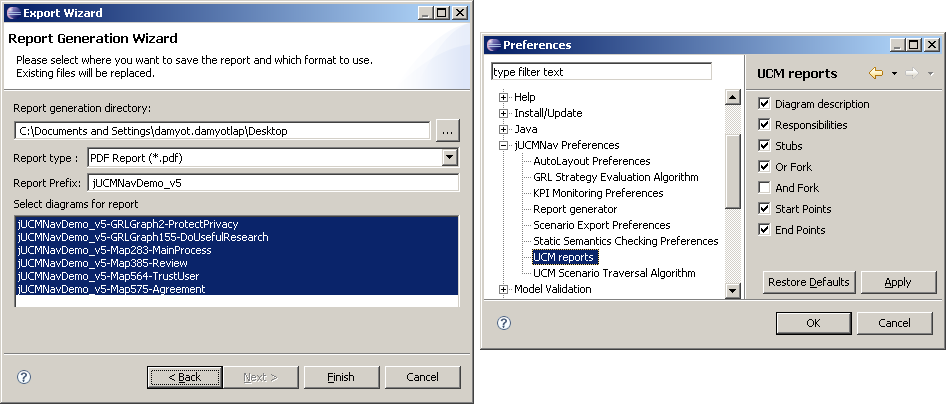 Export Wizard
Report Generation Wizard
Please select where you want to save the report and which format to use.
Existing files will be replaced.
Report generation directory:
C:\Documents and Settings\damyot.damyotlap\Desktop
...
Report type :
PDF Report (*.pdf)
Report Prefix:
jUCMNavDemo_v5
Select diagrams for report
jUCMNavDemo_v5-GRLGraph2-ProtectPrivacy
jUCMNavDemo_v5-GRLGraph155-DoUsefulResearch
jUCMNavDemo_v5-Map283-MainProcess
jUCMNavDemo_v5-Map385-Review
jUCMNavDemo_v5-Map564-TrustUser
jUCMNavDemo_v5-Map575-Agreement
?
< Back
Next >
Finish
Cancel
Preferences
type filter text
Help
Install/Update
Java
jUCMNav Preferences
AutoLayout Preferences
GRL Strategy Evaluation Algorithm
KPI Monitoring Preferences
Report generator
Scenario Export Preferences
Static Semantics Checking Preferences
UCM reports
UCM Scenario Traversal Algorithm
Model Validation
UCM reports
Diagram description
Responsibilities
Stubs
Or Fork
And Fork
Start Points
End Points
Restore Defaults
Apply
?
OK
Cancel